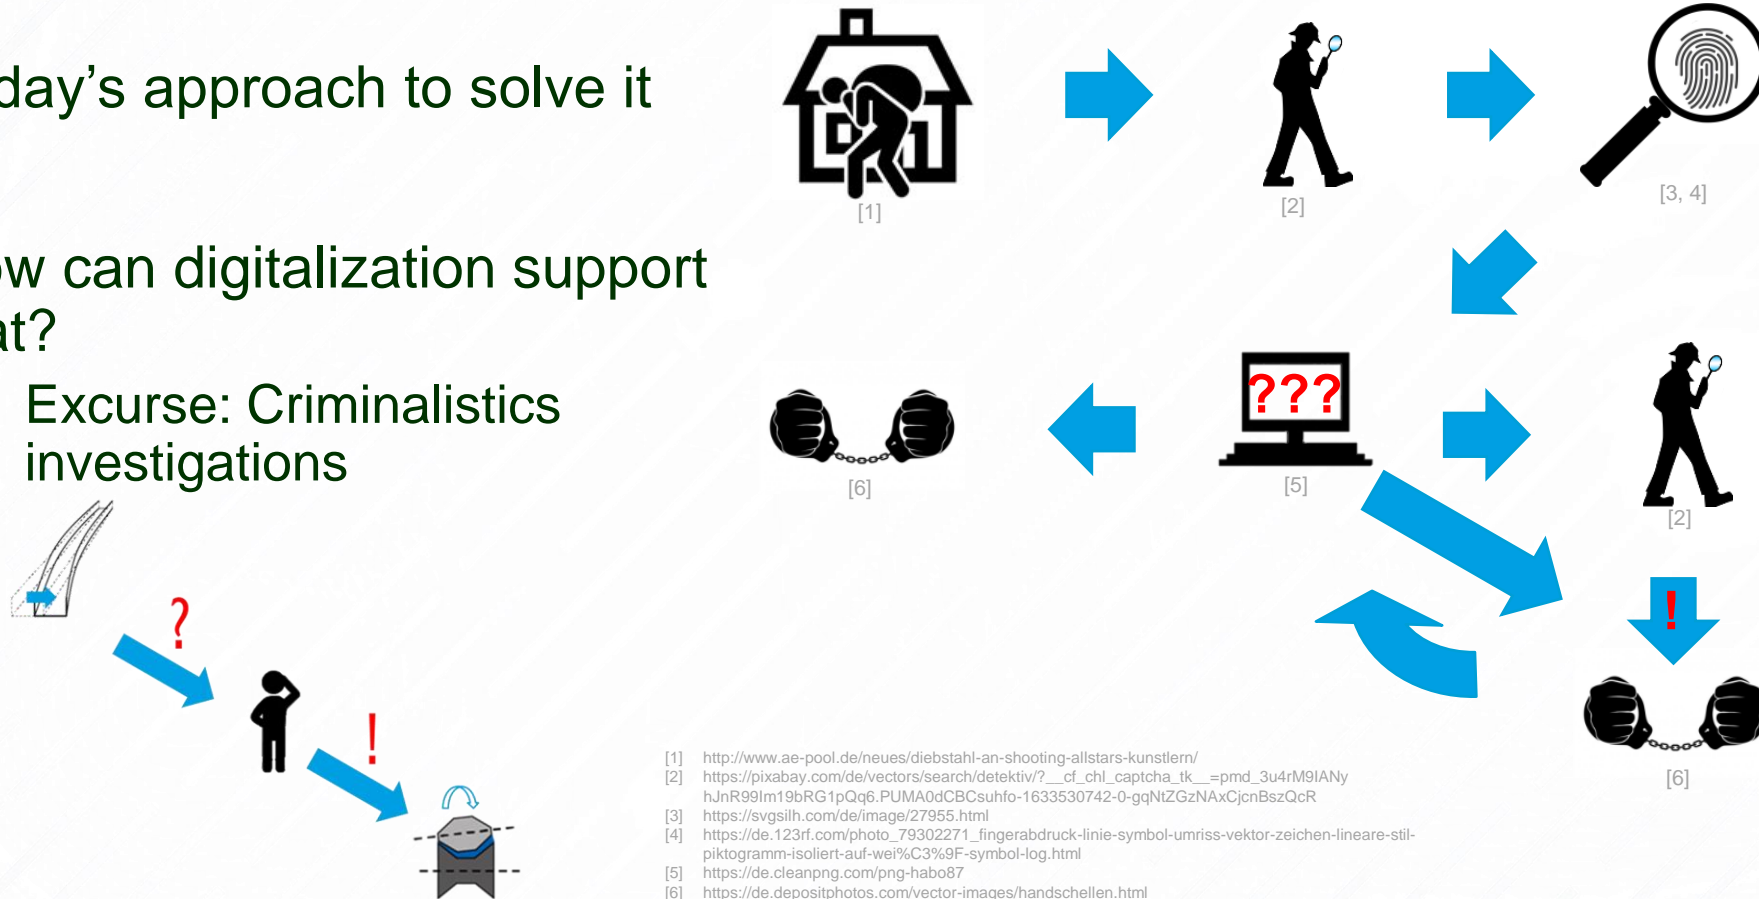 day’s approach to solve it
w can digitalization support
at?
Excurse: Criminalistics
investigations
?
!
[1]
[2]
[3, 4]
[6]
???
[5]
[2]
!
[6]
[1] http://www.ae-pool.de/neues/diebstahl-an-shooting-allstars-kunstlern/
[2] https://pixabay.com/de/vectors/search/detektiv/?__cf_chl_captcha_tk__=pmd_3u4rM9IANy
hJnR99Im19bRG1pQq6.PUMA0dCBCsuhfo-1633530742-0-gqNtZGzNAxCjcnBszQcR
[3] https://svgsilh.com/de/image/27955.html
[4] https://de.123rf.com/photo_79302271_fingerabdruck-linie-symbol-umriss-vektor-zeichen-lineare-stil-
piktogramm-isoliert-auf-wei%C3%9F-symbol-log.html
[5] https://de.cleanpng.com/png-habo87
[6] https://de.depositphotos.com/vector-images/handschellen.html